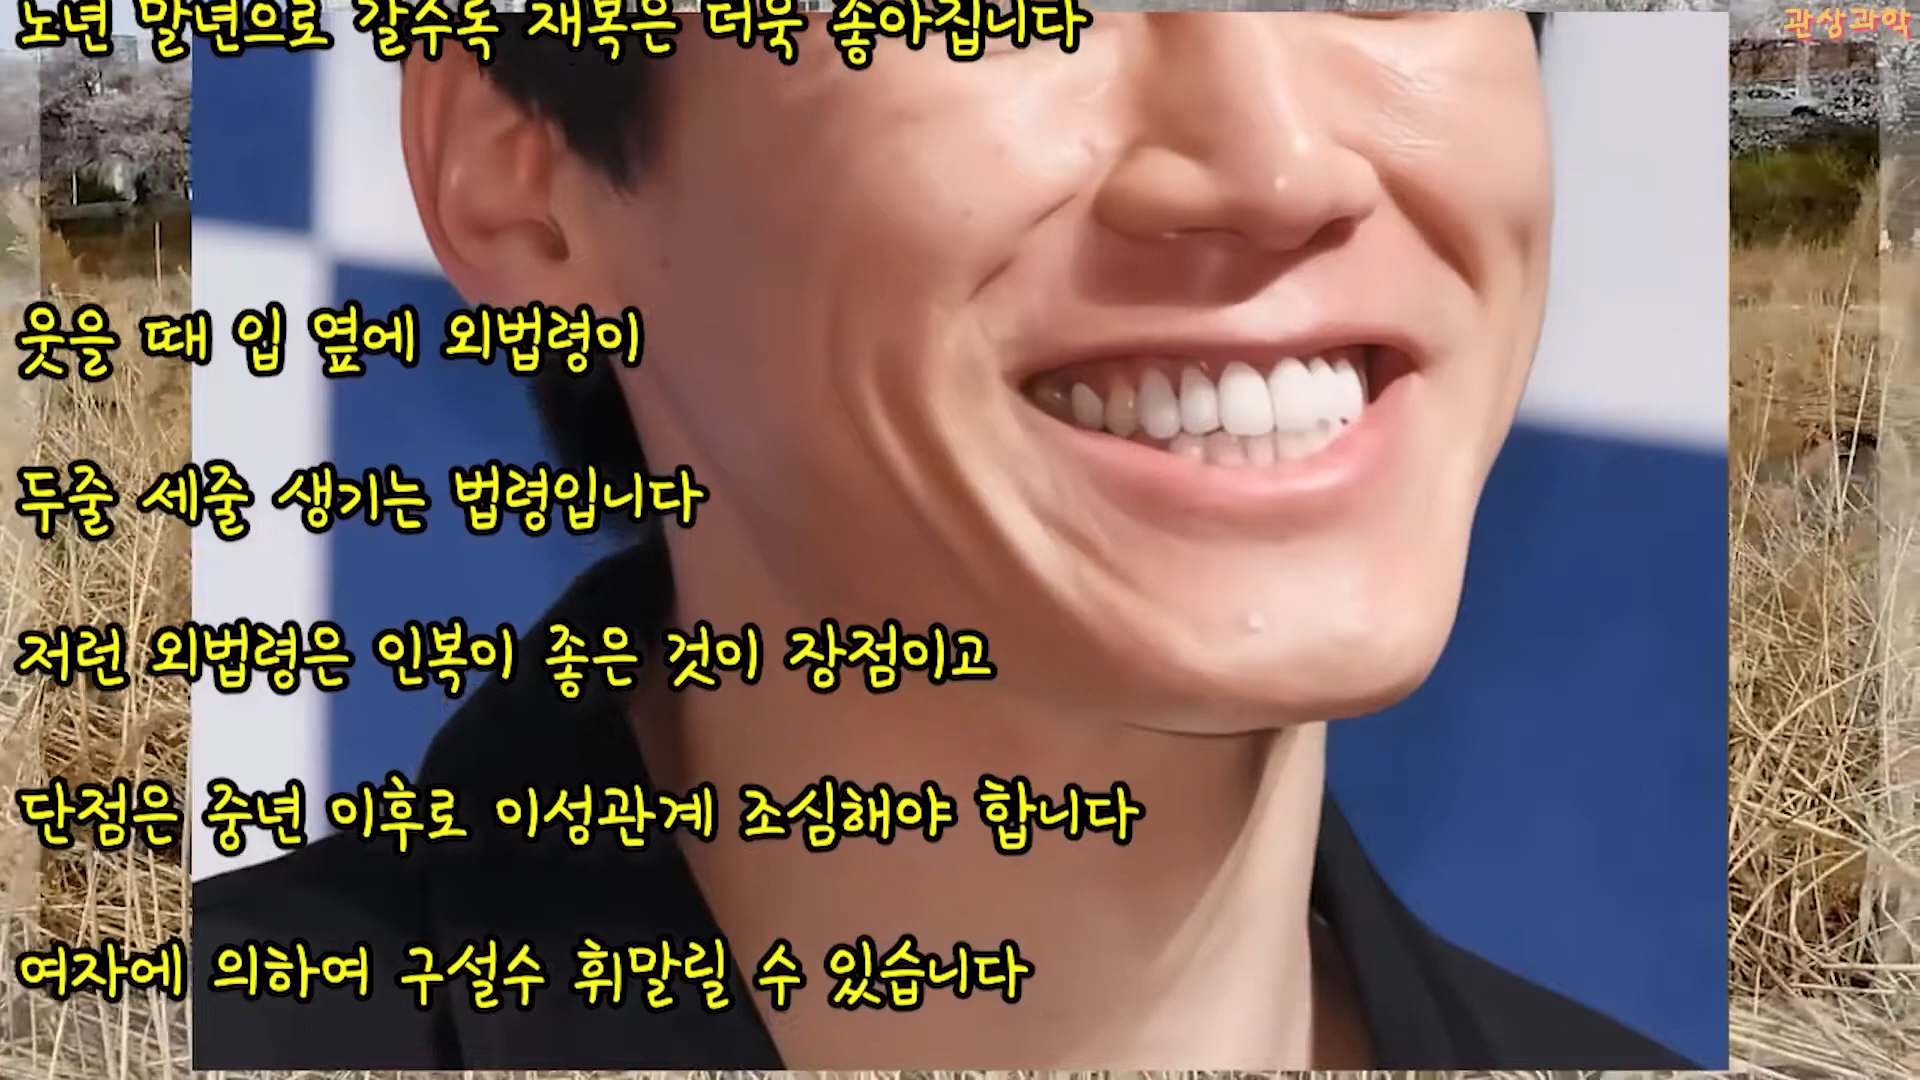 노년 말년으로 갈수록 재복은 더욱 좋아집니다
관상과학
웃을 때 입 옆에 외법령이
두줄 세줄 생기는 법령입니다
저런 외법령은 인복이 좋은 것이 장점이고
단점은 중년 이후로 이성관계 조심해야 합니다
여자에 의하여 구설수 휘말릴 수 있습니다